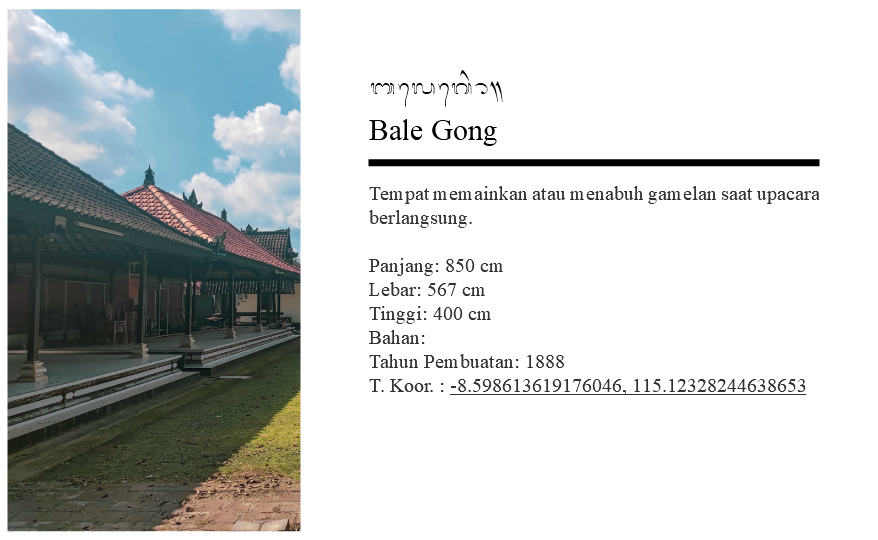 ᬩᬮᬾᬕᭀᬂ᭟
Bale Gong
Tempat memainkan atau menabuh gamelan saat upacara
berlangsung.
Panjang: 850 cm
Lebar: 567 cm
Tinggi: 400 cm
Bahan:
Tahun Pembuatan: 1888
T. Koor. : -8.598613619176046, 115.12328244638653